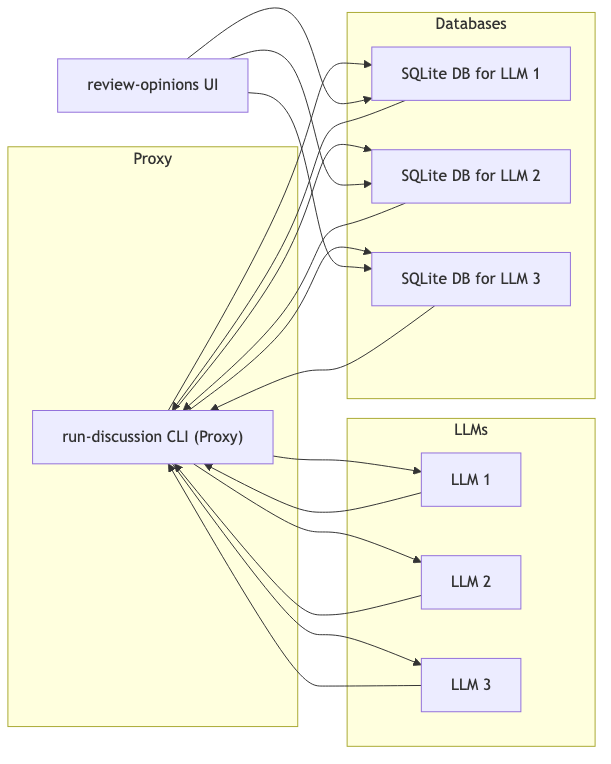 Databases
review-opinions UI
SQLite DB for LLM 1
Proxy
SQLite DB for LLM 2
SQLite DB for LLM 3
run-discussion CLI (Proxy)
LLMs
LLM 1
LLM 2
LLM 3